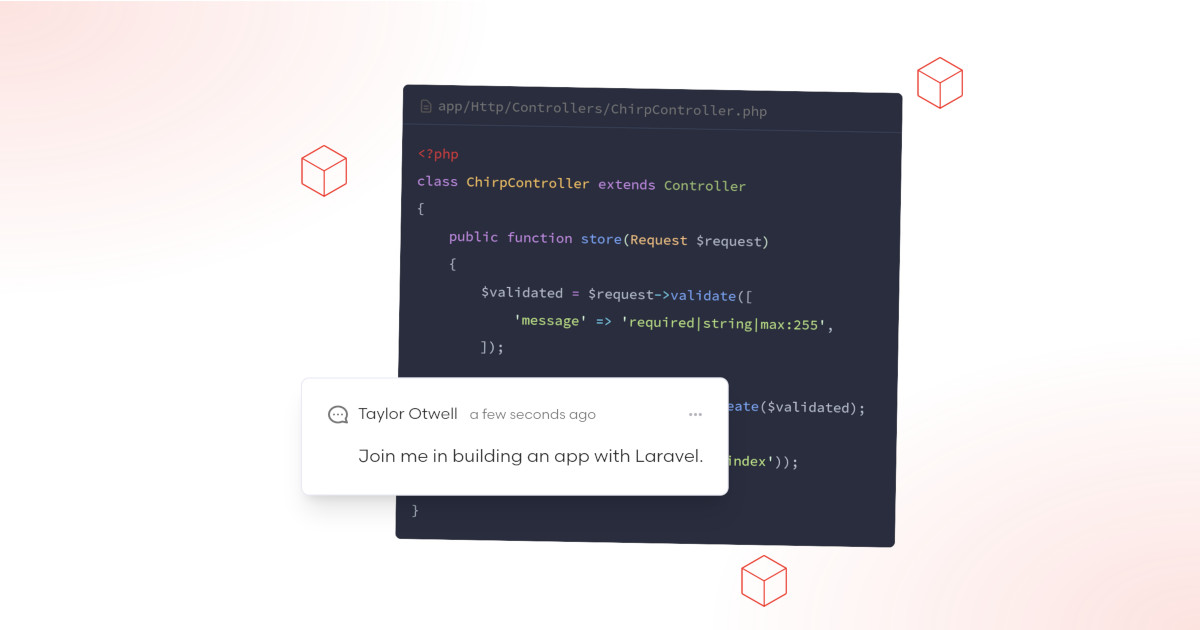 app/Http/Controllers/ChirpController.php
<?php
class ChirpController extends Controller
{
public function store(Request $request)
{
$validated = $request->validate([
'message' => 'required|string|max:255',
]);
eate($validated);
Taylor Otwell a few seconds ago ...
Join me in building an app with Laravel.
index'));
}